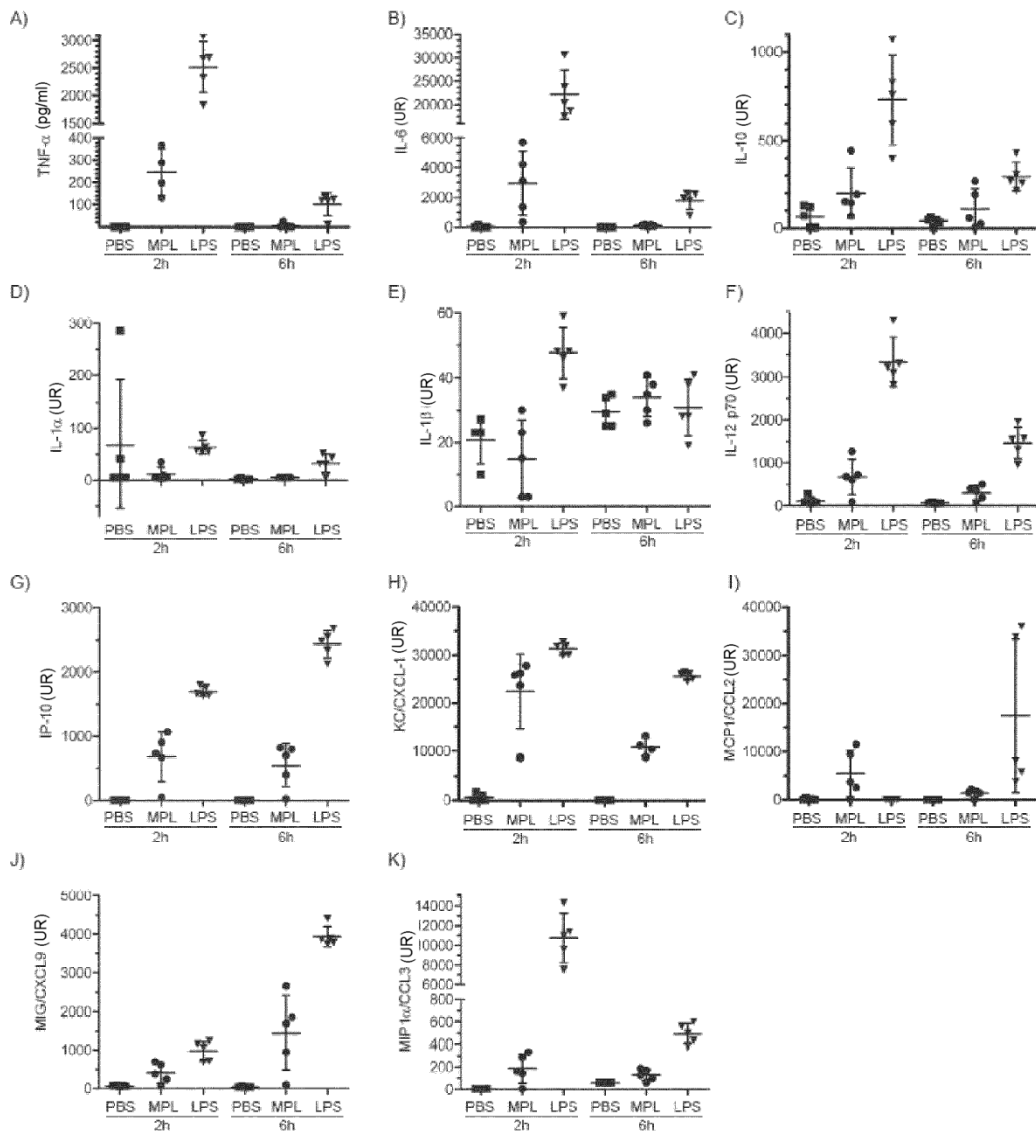 A)
TNF-α (pg/ml)
3000
2500
2000
1500
400
300
200
100
PBS MPL LPS PBS MPL LPS
2h 6h
B)
IL-6 (UR)
35000
30000
25000
20000
6000
4000
2000
0
PBS MPL LPS PBS MPL LPS
2h 6h
C)
IL-10 (UR)
1000
500
0
PBS MPL LPS PBS MPL LPS
2h 6h
D)
IL-1α (UR)
300
200
100
0
PBS MPL LPS PBS MPL LPS
2h 6h
E)
IL-1β (UR)
60
40
20
0
PBS MPL LPS PBS MPL LPS
2h 6h
F)
IL-12 p70 (UR)
4000
3000
2000
1000
0
PBS MPL LPS PBS MPL LPS
2h 6h
G)
IP-10 (UR)
3000
2000
1000
0
PBS MPL LPS PBS MPL LPS
2h 6h
H)
KC/CXCL-1 (UR)
40000
30000
20000
10000
0
PBS MPL LPS PBS MPL LPS
2h 6h
I)
MCP1/CCL2 (UR)
40000
30000
20000
10000
0
PBS MPL LPS PBS MPL LPS
2h 6h
J)
MIG/CXCL9 (UR)
5000
4000
3000
2000
1000
0
PBS MPL LPS PBS MPL LPS
2h 6h
K)
MIP1α/CCL3 (UR)
14000
12000
10000
8000
6000
800
600
400
200
0
PBS MPL LPS PBS MPL LPS
2h 6h